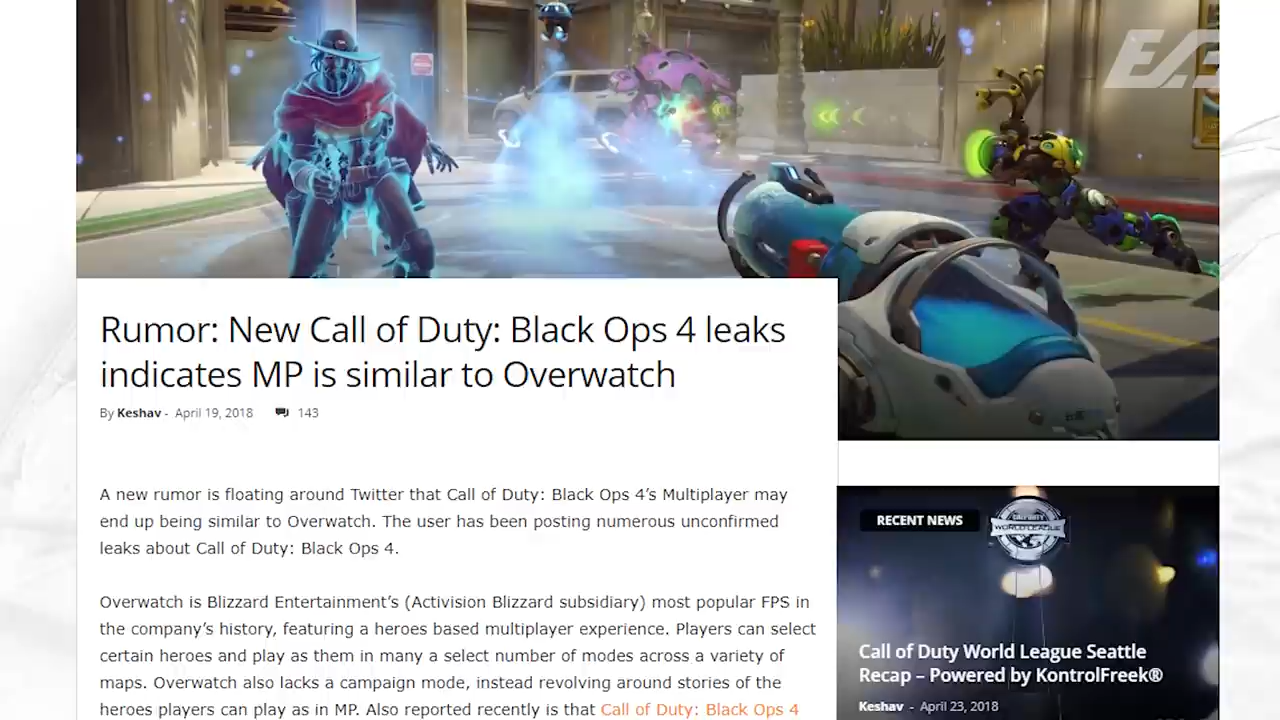 Rumor: New Call of Duty: Black Ops 4 leaks
indicates MP is similar to Overwatch
By Keshav - April 19, 2018 143
A new rumor is floating around Twitter that Call of Duty: Black Ops 4’s Multiplayer may
end up being similar to Overwatch. The user has been posting numerous unconfirmed
leaks about Call of Duty: Black Ops 4.
Overwatch is Blizzard Entertainment’s (Activision Blizzard subsidiary) most popular FPS in
the company’s history, featuring a heroes based multiplayer experience. Players can select
certain heroes and play as them in many a select number of modes across a variety of
maps. Overwatch also lacks a campaign mode, instead revolving around stories of the
heroes players can play as in MP. Also reported recently is that Call of Duty: Black Ops 4
RECENT NEWS
CALL OF DUTY
WORLD LEAGUE
Call of Duty World League Seattle
Recap – Powered by KontrolFreek®
Keshav - April 23, 2018